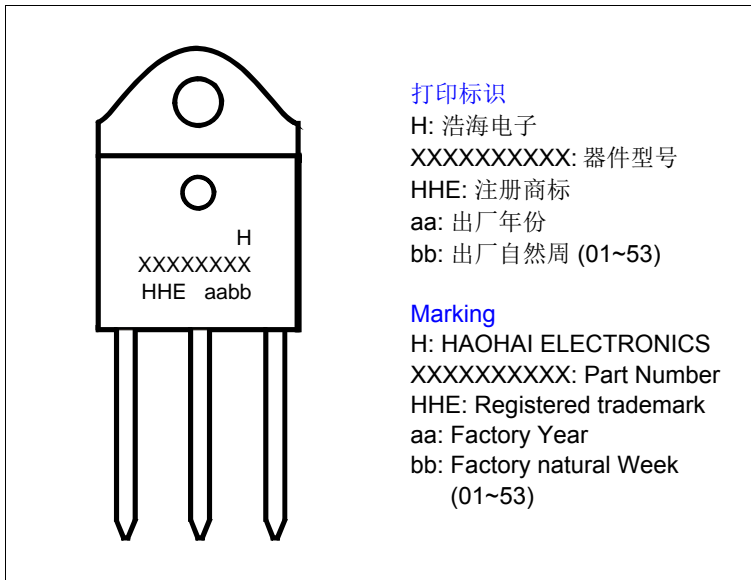 H
XXXXXXXX
HHE aabb
打印标识
H: 浩海电子
XXXXXXXXXX: 器件型号
HHE: 注册商标
aa: 出厂年份
bb: 出厂自然周 (01~53)
Marking
H: HAOHAI ELECTRONICS
XXXXXXXXXX: Part Number
HHE: Registered trademark
aa: Factory Year
bb: Factory natural Week
(01~53)